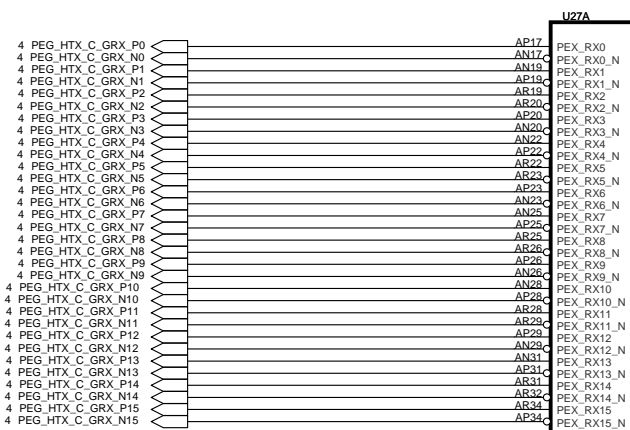 U27A
4 PEG_HTX_C_GRX_P0 AP17 PEX_RX0
4 PEG_HTX_C_GRX_N0 AN17 PEX_RX0_N
4 PEG_HTX_C_GRX_P1 AN19 PEX_RX1
4 PEG_HTX_C_GRX_N1 AP19 PEX_RX1_N
4 PEG_HTX_C_GRX_P2 AR19 PEX_RX2
4 PEG_HTX_C_GRX_N2 AR20 PEX_RX2_N
4 PEG_HTX_C_GRX_P3 AP20 PEX_RX3
4 PEG_HTX_C_GRX_N3 AN20 PEX_RX3_N
4 PEG_HTX_C_GRX_P4 AN22 PEX_RX4
4 PEG_HTX_C_GRX_N4 AP22 PEX_RX4_N
4 PEG_HTX_C_GRX_P5 AR22 PEX_RX5
4 PEG_HTX_C_GRX_N5 AR23 PEX_RX5_N
4 PEG_HTX_C_GRX_P6 AP23 PEX_RX6
4 PEG_HTX_C_GRX_N6 AN23 PEX_RX6_N
4 PEG_HTX_C_GRX_P7 AN25 PEX_RX7
4 PEG_HTX_C_GRX_N7 AP25 PEX_RX7_N
4 PEG_HTX_C_GRX_P8 AR25 PEX_RX8
4 PEG_HTX_C_GRX_N8 AR26 PEX_RX8_N
4 PEG_HTX_C_GRX_P9 AP26 PEX_RX9
4 PEG_HTX_C_GRX_N9 AN26 PEX_RX9_N
4 PEG_HTX_C_GRX_P10 AN28 PEX_RX10
4 PEG_HTX_C_GRX_N10 AP28 PEX_RX10_N
4 PEG_HTX_C_GRX_P11 AR28 PEX_RX11
4 PEG_HTX_C_GRX_N11 AR29 PEX_RX11_N
4 PEG_HTX_C_GRX_P12 AP29 PEX_RX12
4 PEG_HTX_C_GRX_N12 AN29 PEX_RX12_N
4 PEG_HTX_C_GRX_P13 AN31 PEX_RX13
4 PEG_HTX_C_GRX_N13 AP31 PEX_RX13_N
4 PEG_HTX_C_GRX_P14 AR31 PEX_RX14
4 PEG_HTX_C_GRX_N14 AR32 PEX_RX14_N
4 PEG_HTX_C_GRX_P15 AR34 PEX_RX15
4 PEG_HTX_C_GRX_N15 AP34 PEX_RX15_N